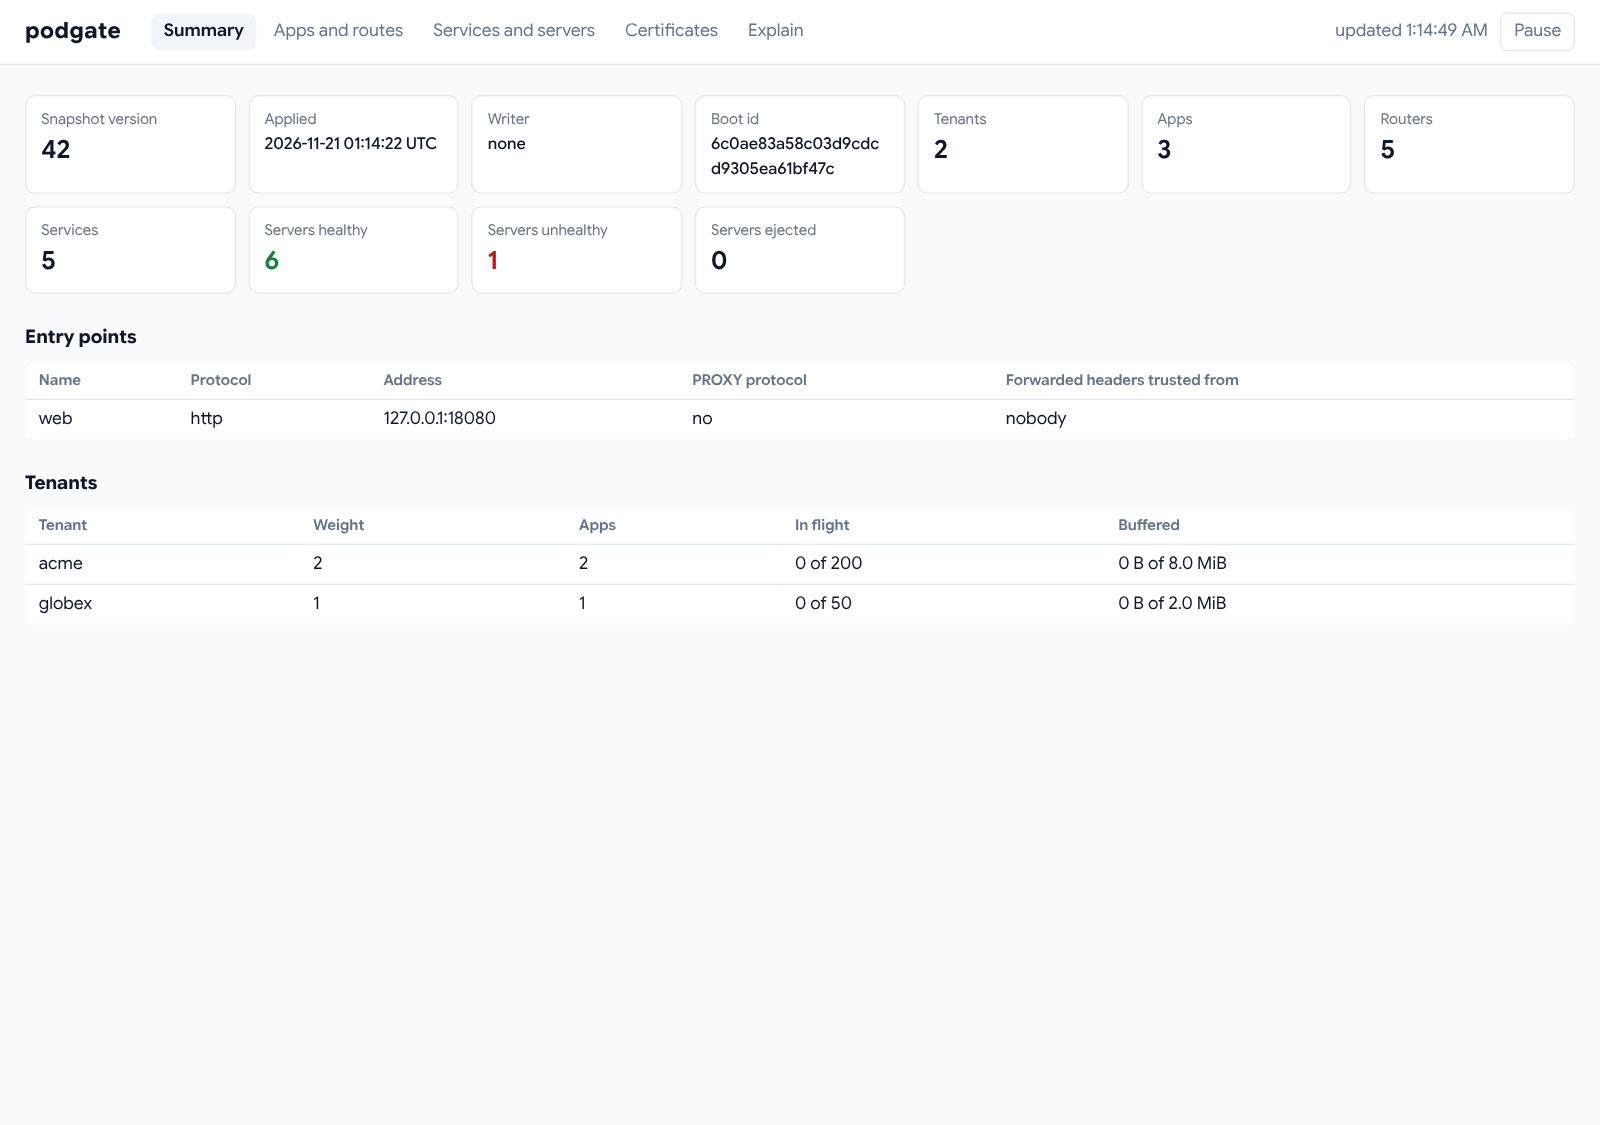 podgate Summary Apps and routes Services and servers Certificates Explain updated 1:14:49 AM Pause
Snapshot version
42
Applied
2026-11-21 01:14:22 UTC
Writer
none
Boot id
6c0ae83a58c03d9cdc
d9305ea61bf47c
Tenants
2
Apps
3
Routers
5
Services
5
Servers healthy
6
Servers unhealthy
1
Servers ejected
0
Entry points
Name Protocol Address PROXY protocol Forwarded headers trusted from
web http 127.0.0.1:18080 no nobody
Tenants
Tenant Weight Apps In flight Buffered
acme 2 2 0 of 200 0 B of 8.0 MiB
globex 1 1 0 of 50 0 B of 2.0 MiB